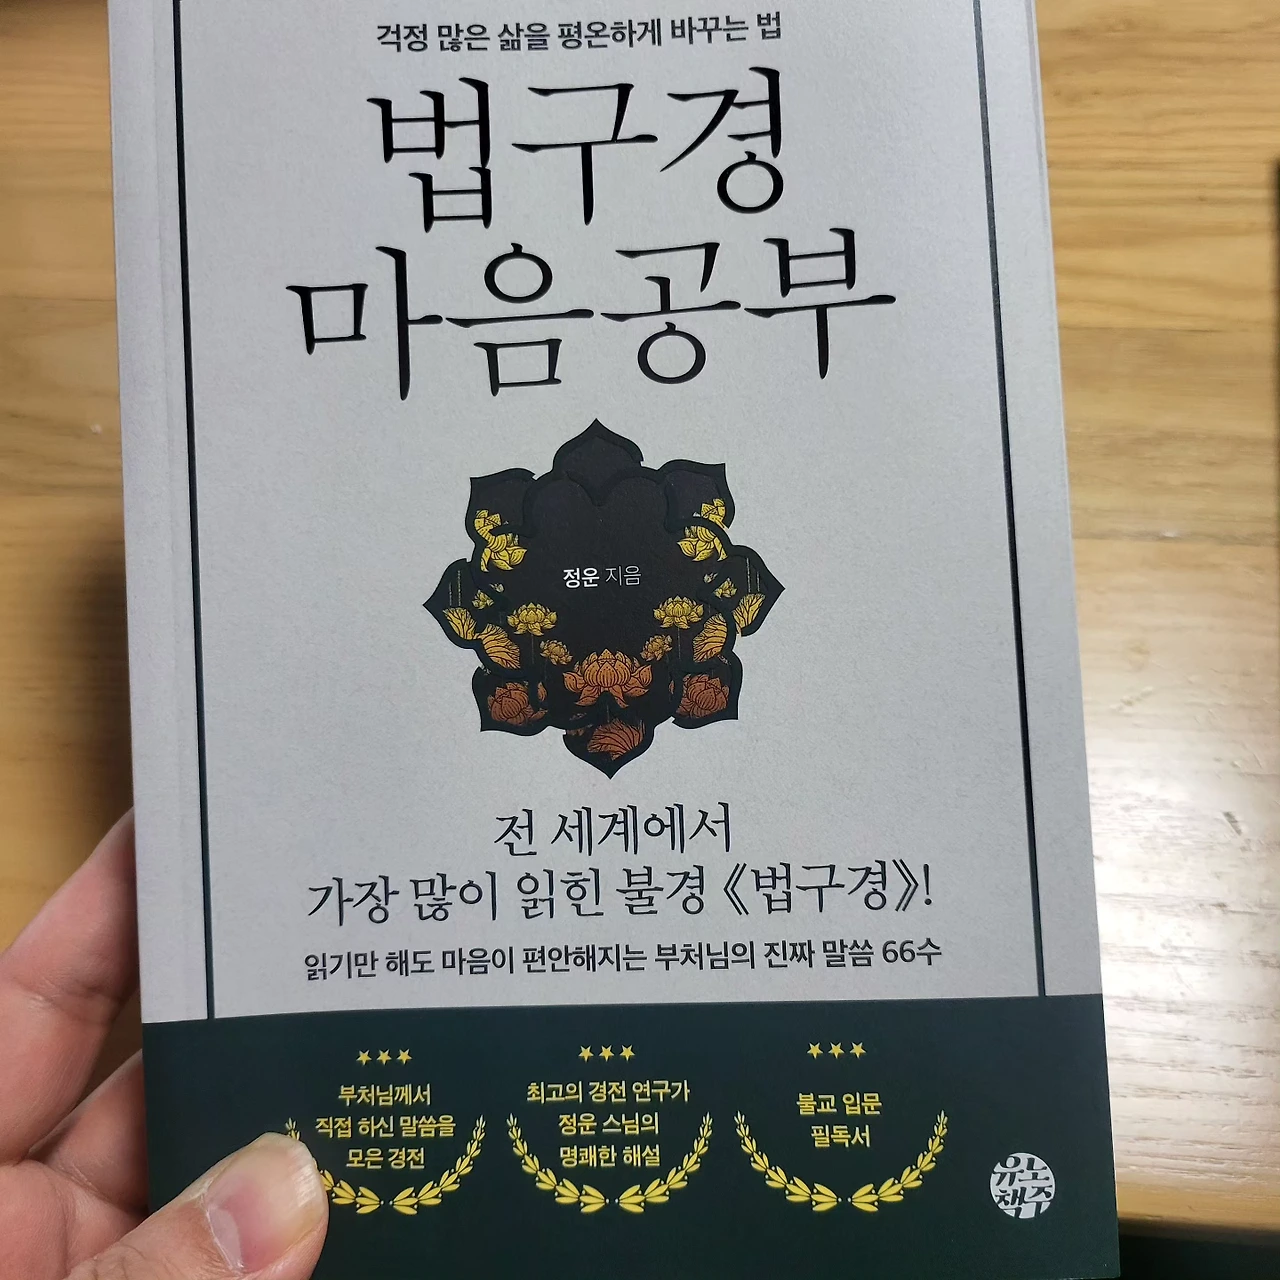 걱정 많은 삶을 평온하게 바꾸는 법
법구경
마음공부
정운 지음
전 세계에서
가장 많이 읽힌 불경 《법구경》!
읽기만 해도 마음이 편안해지는 부처님의 진짜 말씀 66수
부처님께서
직접 하신 말씀을
모은 경전
최고의 경전 연구가
정운 스님의
명쾌한 해설
불교 입문
필독서
유노
책주